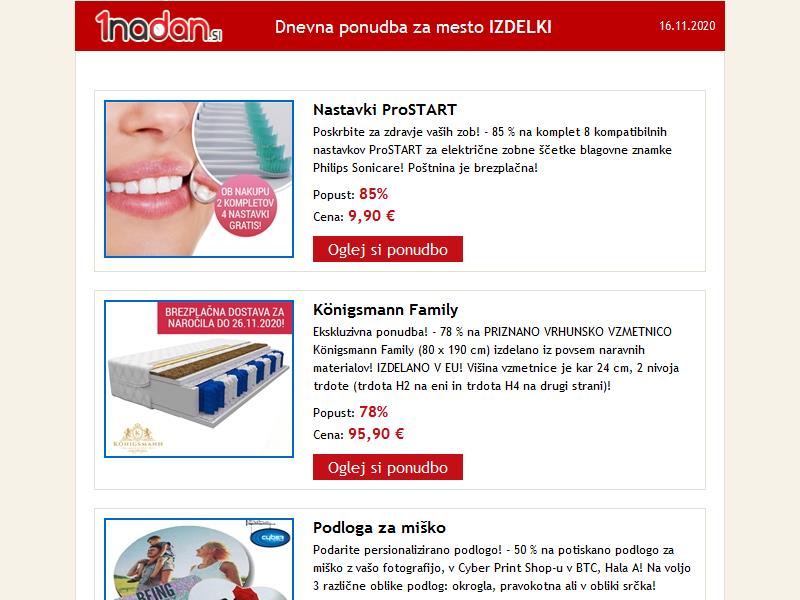 1nadan.si
Dnevna ponudba za mesto IZDELKI
16.11.2020
OB NAKUPU
2 KOMPLETOV
4 NASTAVKI
GRATIS!
Nastavki ProSTART
Poskrbite za zdravje vaših zob! - 85 % na komplet 8 kompatibilnih
nastavkov ProSTART za električne zobne ščetke blagovne znamke
Philips Sonicare! Poštnina je brezplačna!
Popust: 85%
Cena: 9,90 €
Oglej si ponudbo
BREZPLAČNA DOSTAVA ZA
NAROČILA DO 26.11.2020!
KÖNIGSMANN
Königsmann Family
Ekskluzivna ponudba! - 78 % na PRIZNANO VRHUNSKO VZMETNICO
Königsmann Family (80 x 190 cm) izdelano iz povsem naravnih
materialov! IZDELANO V EU! Višina vzmetnice je kar 24 cm, 2 nivoja
trdote (trdota H2 na eni in trdota H4 na drugi strani)!
Popust: 78%
Cena: 95,90 €
Oglej si ponudbo
cyber
BEING
Podloga za miško
Podarite persionalizirano podlogo! - 50 % na potiskano podlogo za
miško z vašo fotografijo, v Cyber Print Shop-u v BTC, Hala A! Na voljo
3 različne oblike podlog: okrogla, pravokotna ali v obliki srčka!